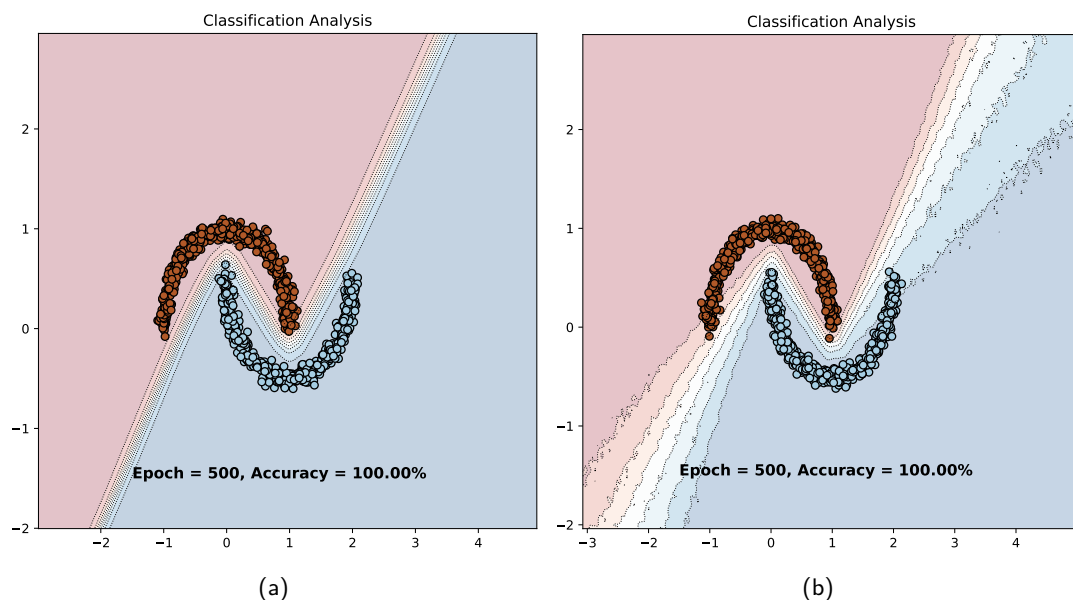 Classification Analysis
2
1
0
−1
−2
−2 −1 0 1 2 3 4
Epoch = 500, Accuracy = 100.00%
(a)
Classification Analysis
2
1
0
−1
−2
−3 −2 −1 0 1 2 3 4
Epoch = 500, Accuracy = 100.00%
(b)